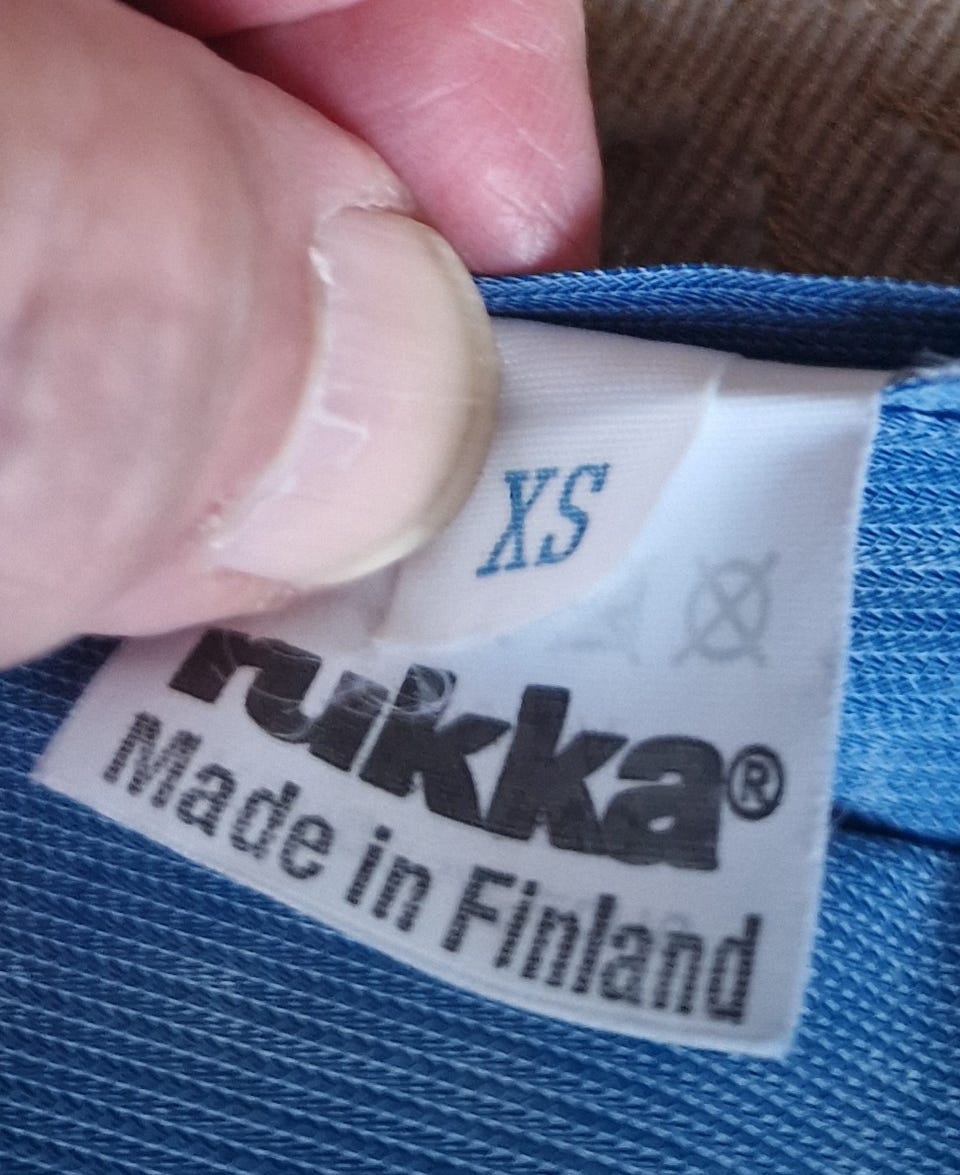 XS
rukka®
Made in Finland